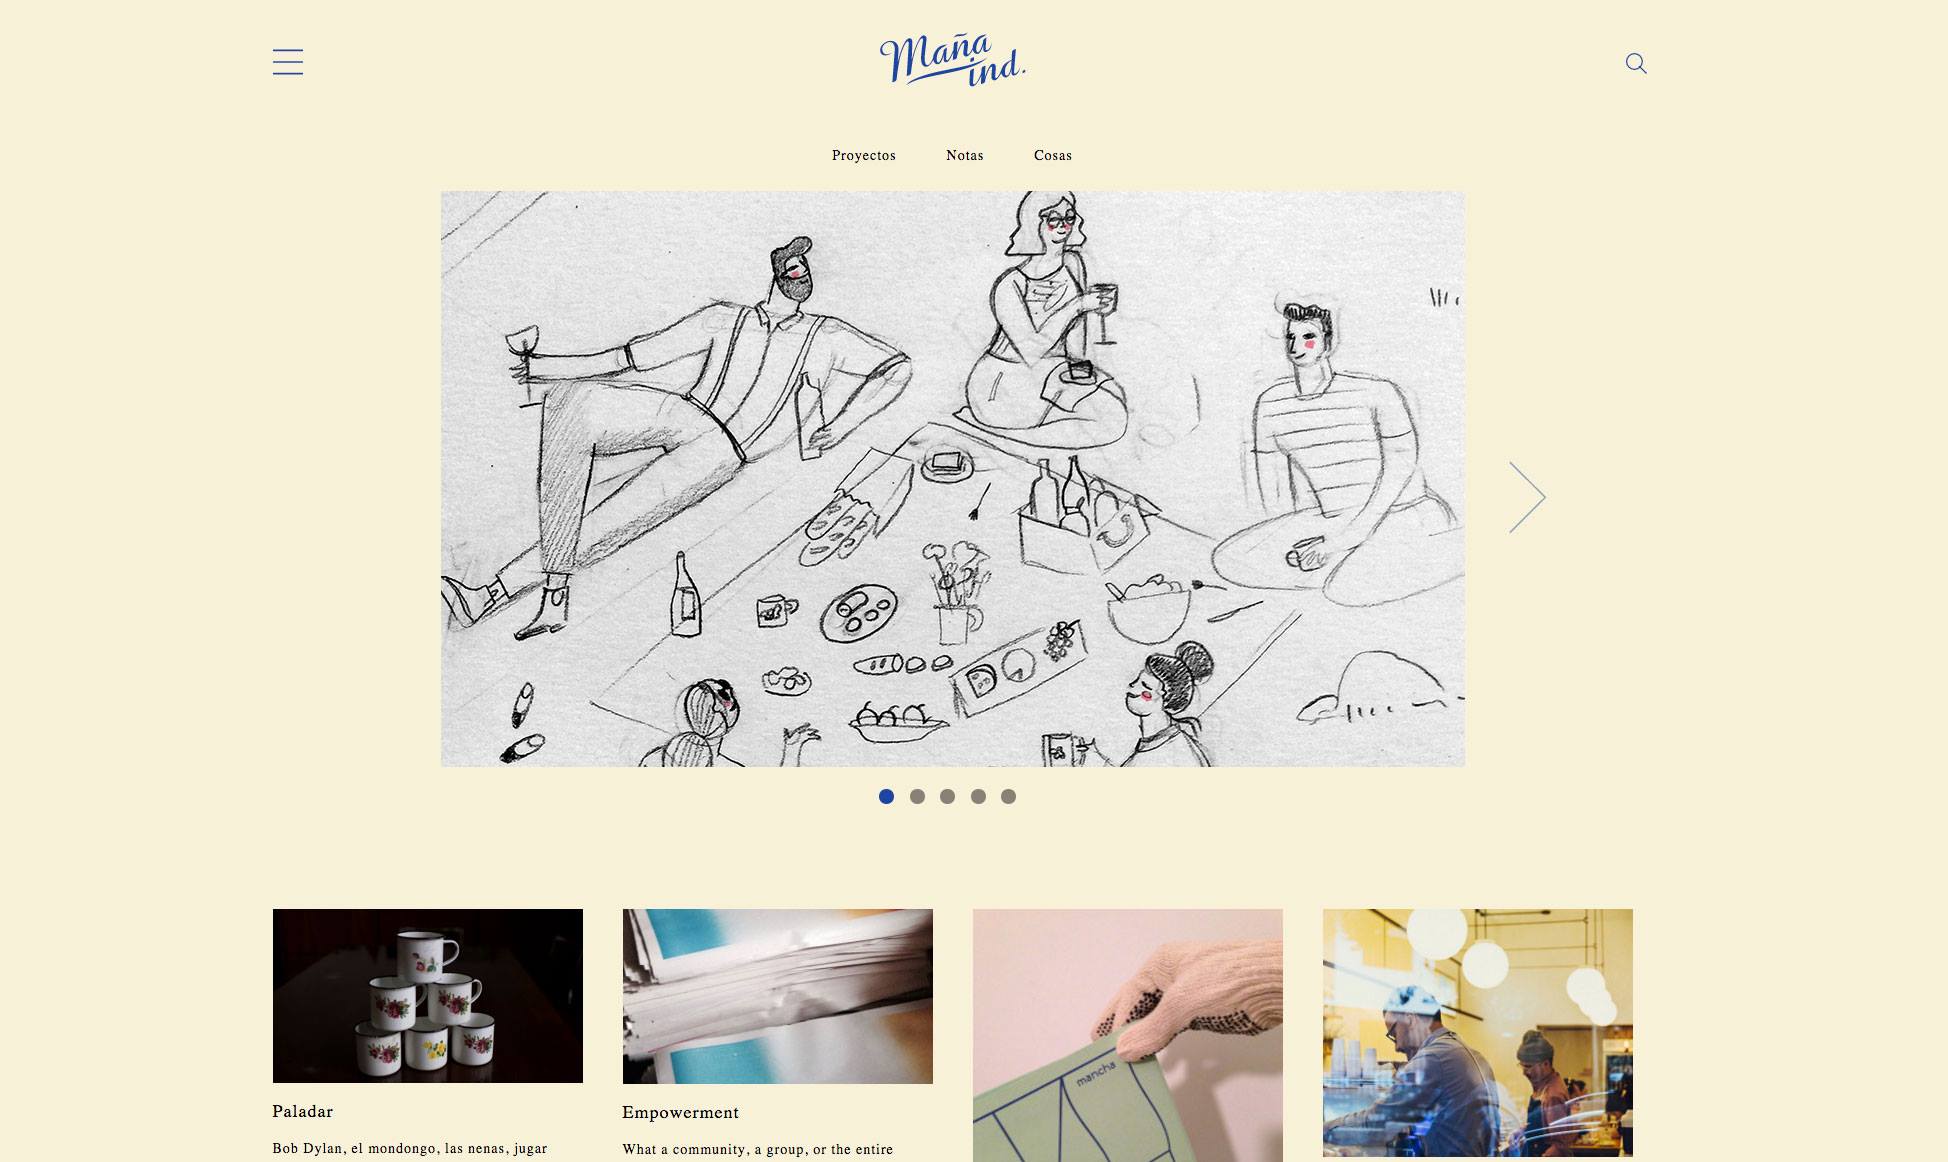 Maña
ind.
Proyectos Notas Cosas
mancha
Paladar
Empowerment
Bob Dylan, el mondongo, las nenas, jugar
What a community, a group, or the entire